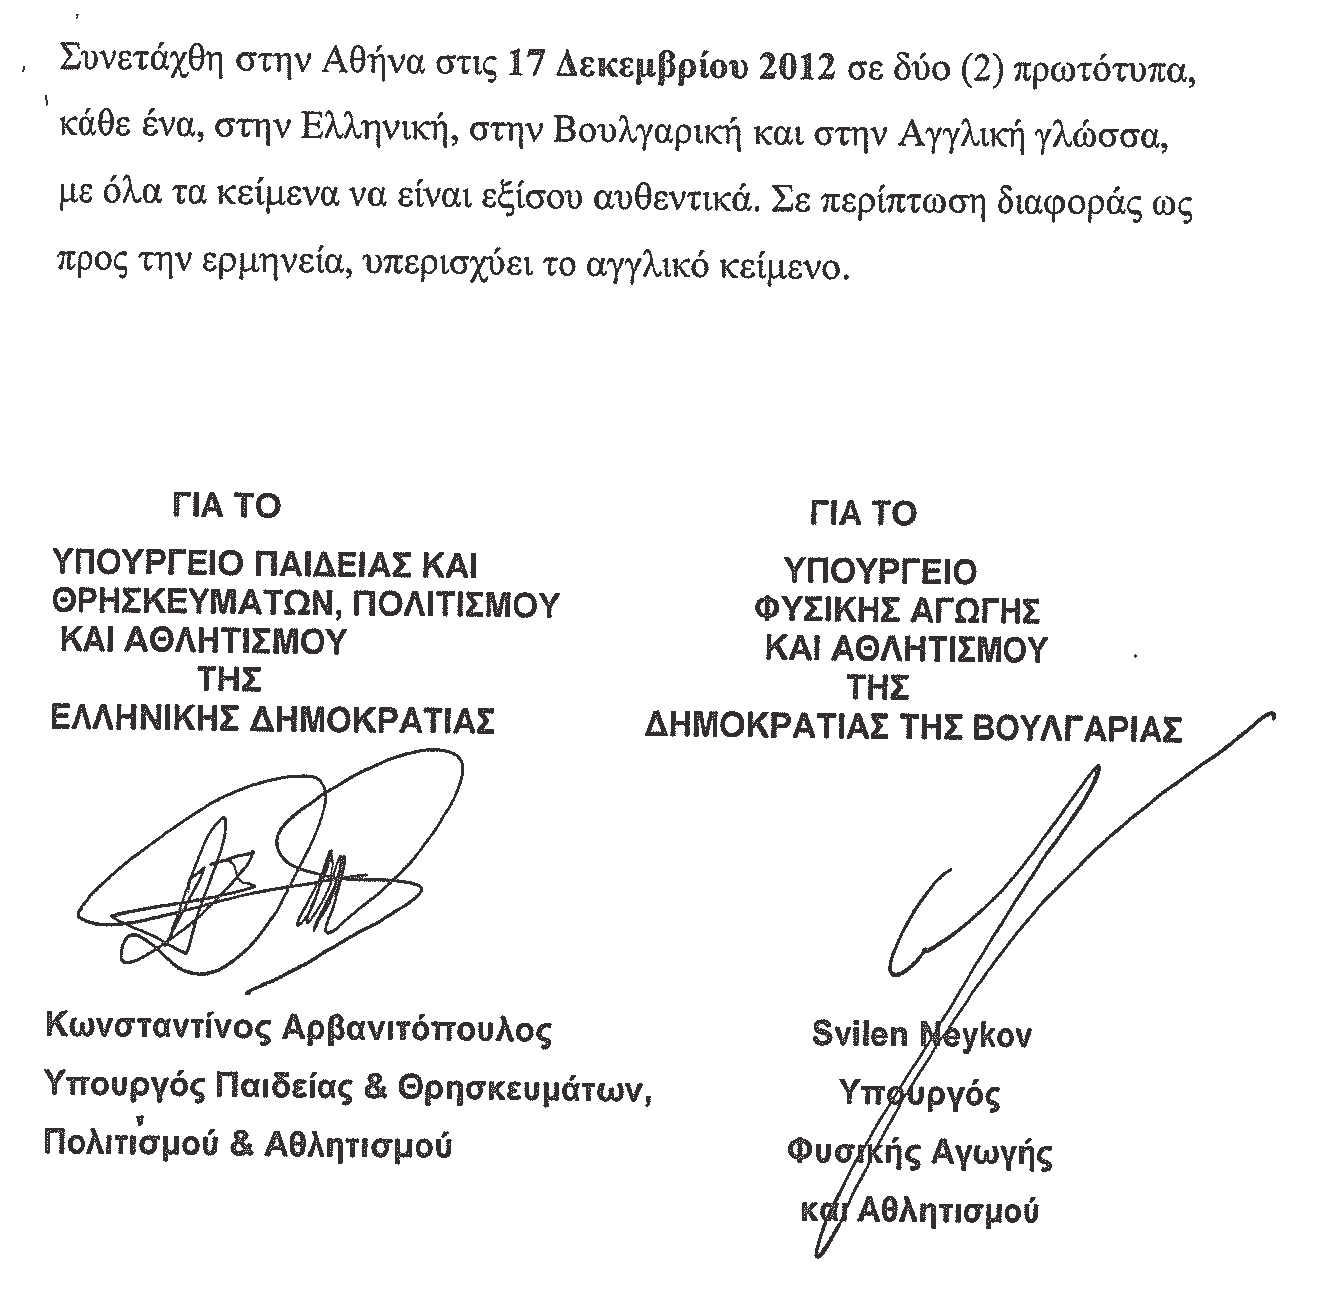 Συνετάχθη στην Αθήνα στις 17 Δεκεμβρίου 2012 σε δύο (2) πρωτότυπα,
κάθε ένα, στην Ελληνική, στην Βουλγαρική και στην Αγγλική γλώσσα,
με όλα τα κείμενα να είναι εξίσου αυθεντικά. Σε περίπτωση διαφοράς ως
προς την ερμηνεία, υπερισχύει το αγγλικό κείμενο.
ΓΙΑ ΤΟ
ΥΠΟΥΡΓΕΙΟ ΠΑΙΔΕΙΑΣ ΚΑΙ
ΘΡΗΣΚΕΥΜΑΤΩΝ, ΠΟΛΙΤΙΣΜΟΥ
ΚΑΙ ΑΘΛΗΤΙΣΜΟΥ
ΤΗΣ
ΕΛΛΗΝΙΚΗΣ ΔΗΜΟΚΡΑΤΙΑΣ
Κωνσταντίνος Αρβανιτόπουλος
Υπουργός Παιδείας & Θρησκευμάτων,
Πολιτισμού & Αθλητισμού
ΓΙΑ ΤΟ
ΥΠΟΥΡΓΕΙΟ
ΦΥΣΙΚΗΣ ΑΓΩΓΗΣ
ΚΑΙ ΑΘΛΗΤΙΣΜΟΥ
ΤΗΣ
ΔΗΜΟΚΡΑΤΙΑΣ ΤΗΣ ΒΟΥΛΓΑΡΙΑΣ
Svilen Neykov
Υπουργός
Φυσικής Αγωγής
και Αθλητισμού